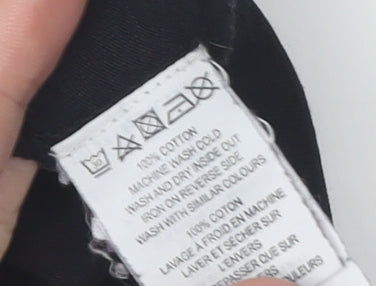 100% COTTON
MACHINE WASH COLD
WASH AND DRY INSIDE OUT
IRON ON REVERSE SIDE
WASH WITH SIMILAR COLOURS
100% COTON
LAVAGE À FROID EN MACHINE
LAVER ET SÉCHER SUR
L'ENVERS
REPASSER QUE SUR